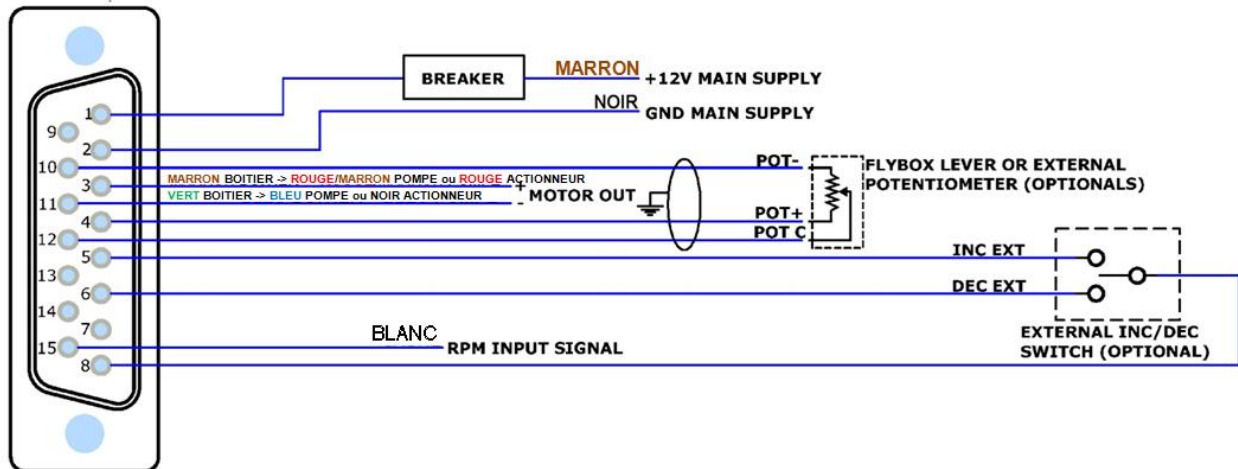 BREAKER
MARRON
+12V MAIN SUPPLY
NOIR
GND MAIN SUPPLY
1
9
2
10
3
11
4
12
5
13
6
14
7
15
8
POT-
FLYBOX LEVER OR EXTERNAL
POTENTIOMETER (OPTIONALS)
MARRON BOITIER -> ROUGE/MARRON POMPE ou ROUGE ACTIONNEUR
+
MOTOR OUT
VERT BOITIER -> BLEU POMPE ou NOIR ACTIONNEUR
-
POT+
POT C
INC EXT
DEC EXT
EXTERNAL INC/DEC
SWITCH (OPTIONAL)
BLANC
RPM INPUT SIGNAL